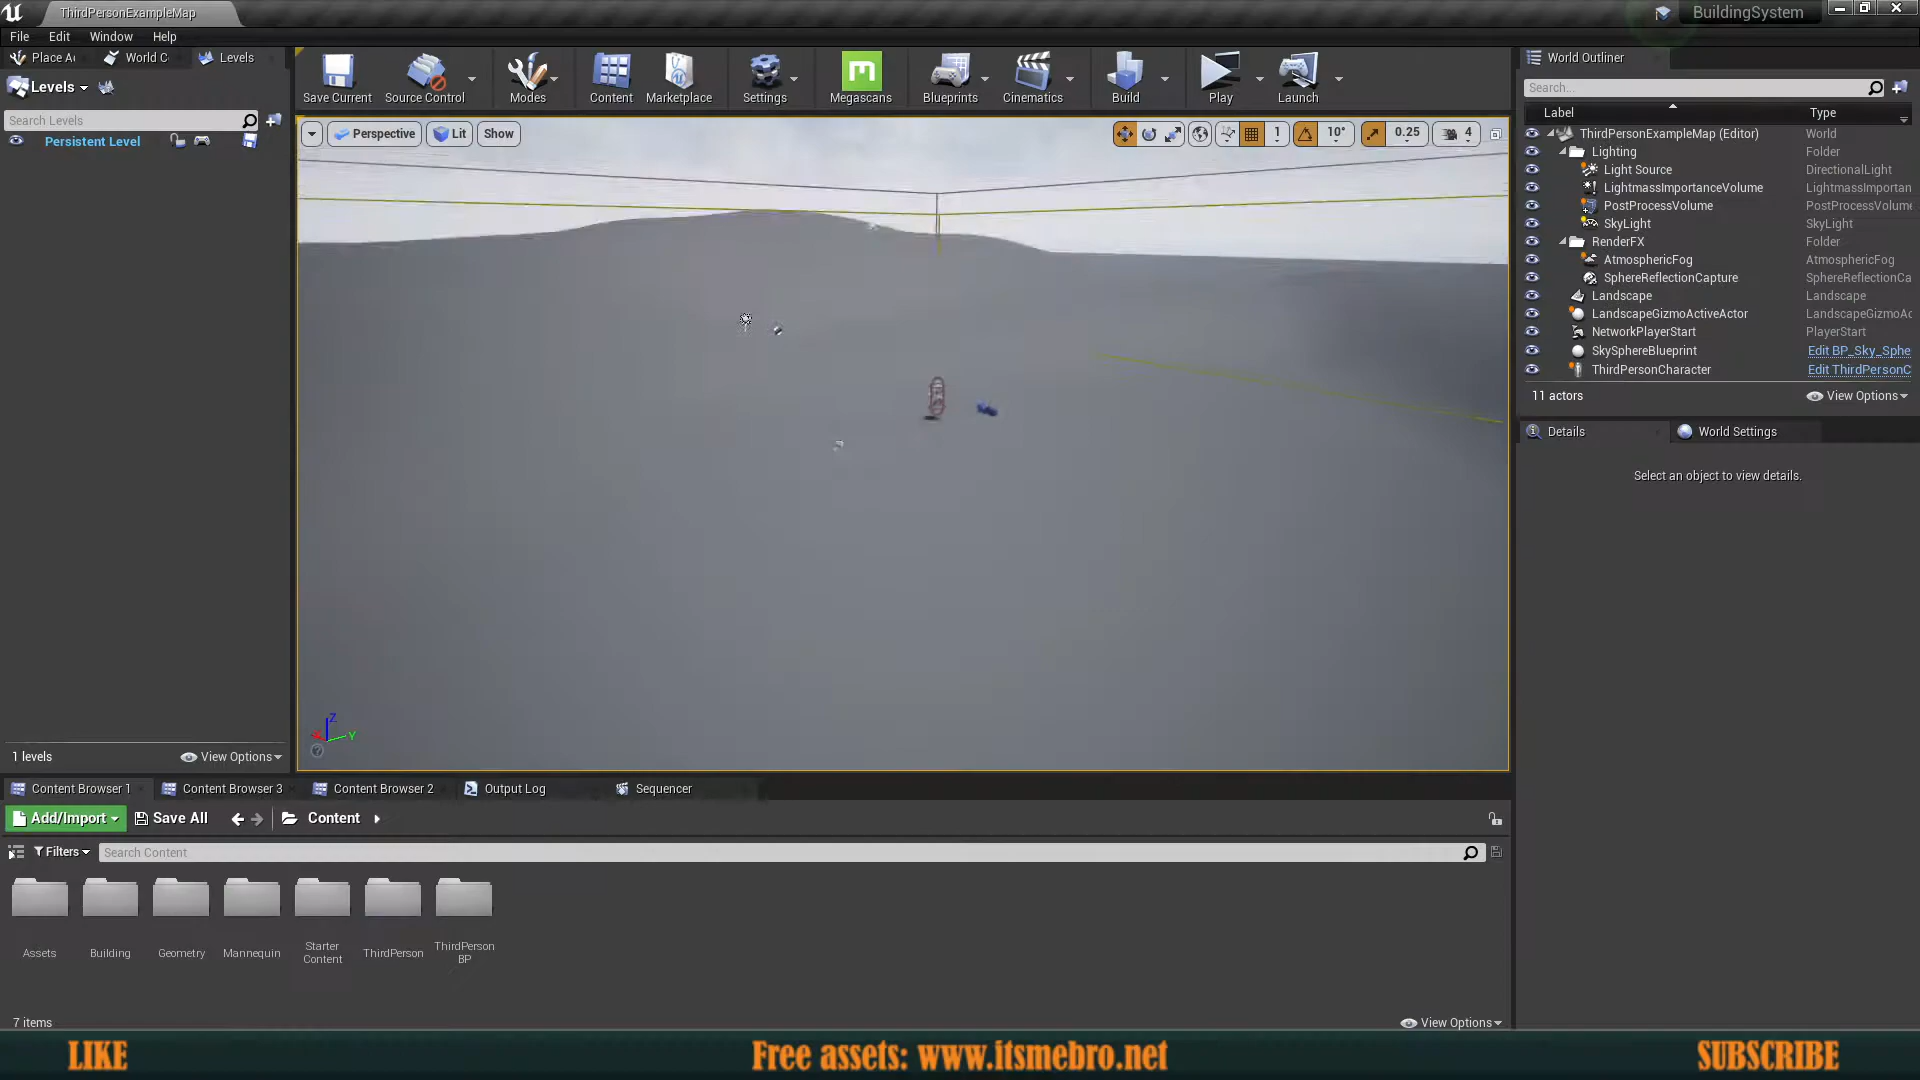 ThirdPersonExampleMap
BuildingSystem
File Edit Window Help
Place Ac World C Levels
Levels
Search Levels
Persistent Level
1 levels
View Options
Save Current Source Control Modes Content Marketplace Settings Megascans Blueprints Cinematics Build Play Launch
Perspective Lit Show
1 10° 0.25 4
Z
X Y
World Outliner
Search...
Label Type
ThirdPersonExampleMap (Editor) World
Lighting Folder
Light Source DirectionalLight
LightmassImportanceVolume LightmassImportan
PostProcessVolume PostProcessVolume
SkyLight SkyLight
RenderFX Folder
AtmosphericFog AtmosphericFog
SphereReflectionCapture SphereReflectionCa
Landscape Landscape
LandscapeGizmoActiveActor LandscapeGizmoAc
NetworkPlayerStart PlayerStart
SkySphereBlueprint Edit BP_Sky_Sphe
ThirdPersonCharacter Edit ThirdPersonC
11 actors
View Options
Details World Settings
Select an object to view details.
Content Browser 1 Content Browser 3 Content Browser 2 Output Log Sequencer
Add/Import Save All Content
Filters Search Content
Assets Building Geometry Mannequin Starter Content ThirdPerson ThirdPerson BP
7 items
View Options
LIKE Free assets: www.itsmebro.net SUBSCRIBE